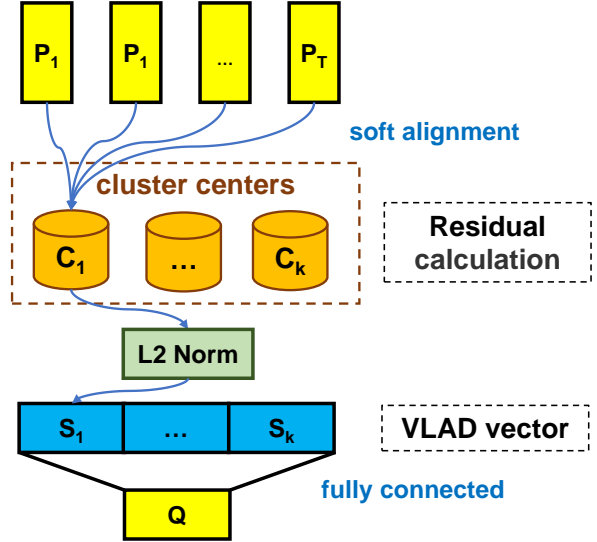 P1 P1 ... PT
soft alignment
cluster centers
C1 ... Ck
Residual
calculation
L2 Norm
S1 ... Sk
VLAD vector
fully connected
Q